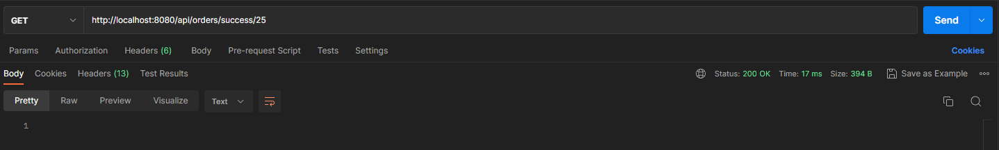 GET http://localhost:8080/api/orders/success/25 Send
Params Authorization Headers (6) Body Pre-request Script Tests Settings Cookies
Body Cookies Headers (13) Test Results Status: 200 OK Time: 17 ms Size: 394 B Save as Example
Pretty Raw Preview Visualize Text
1